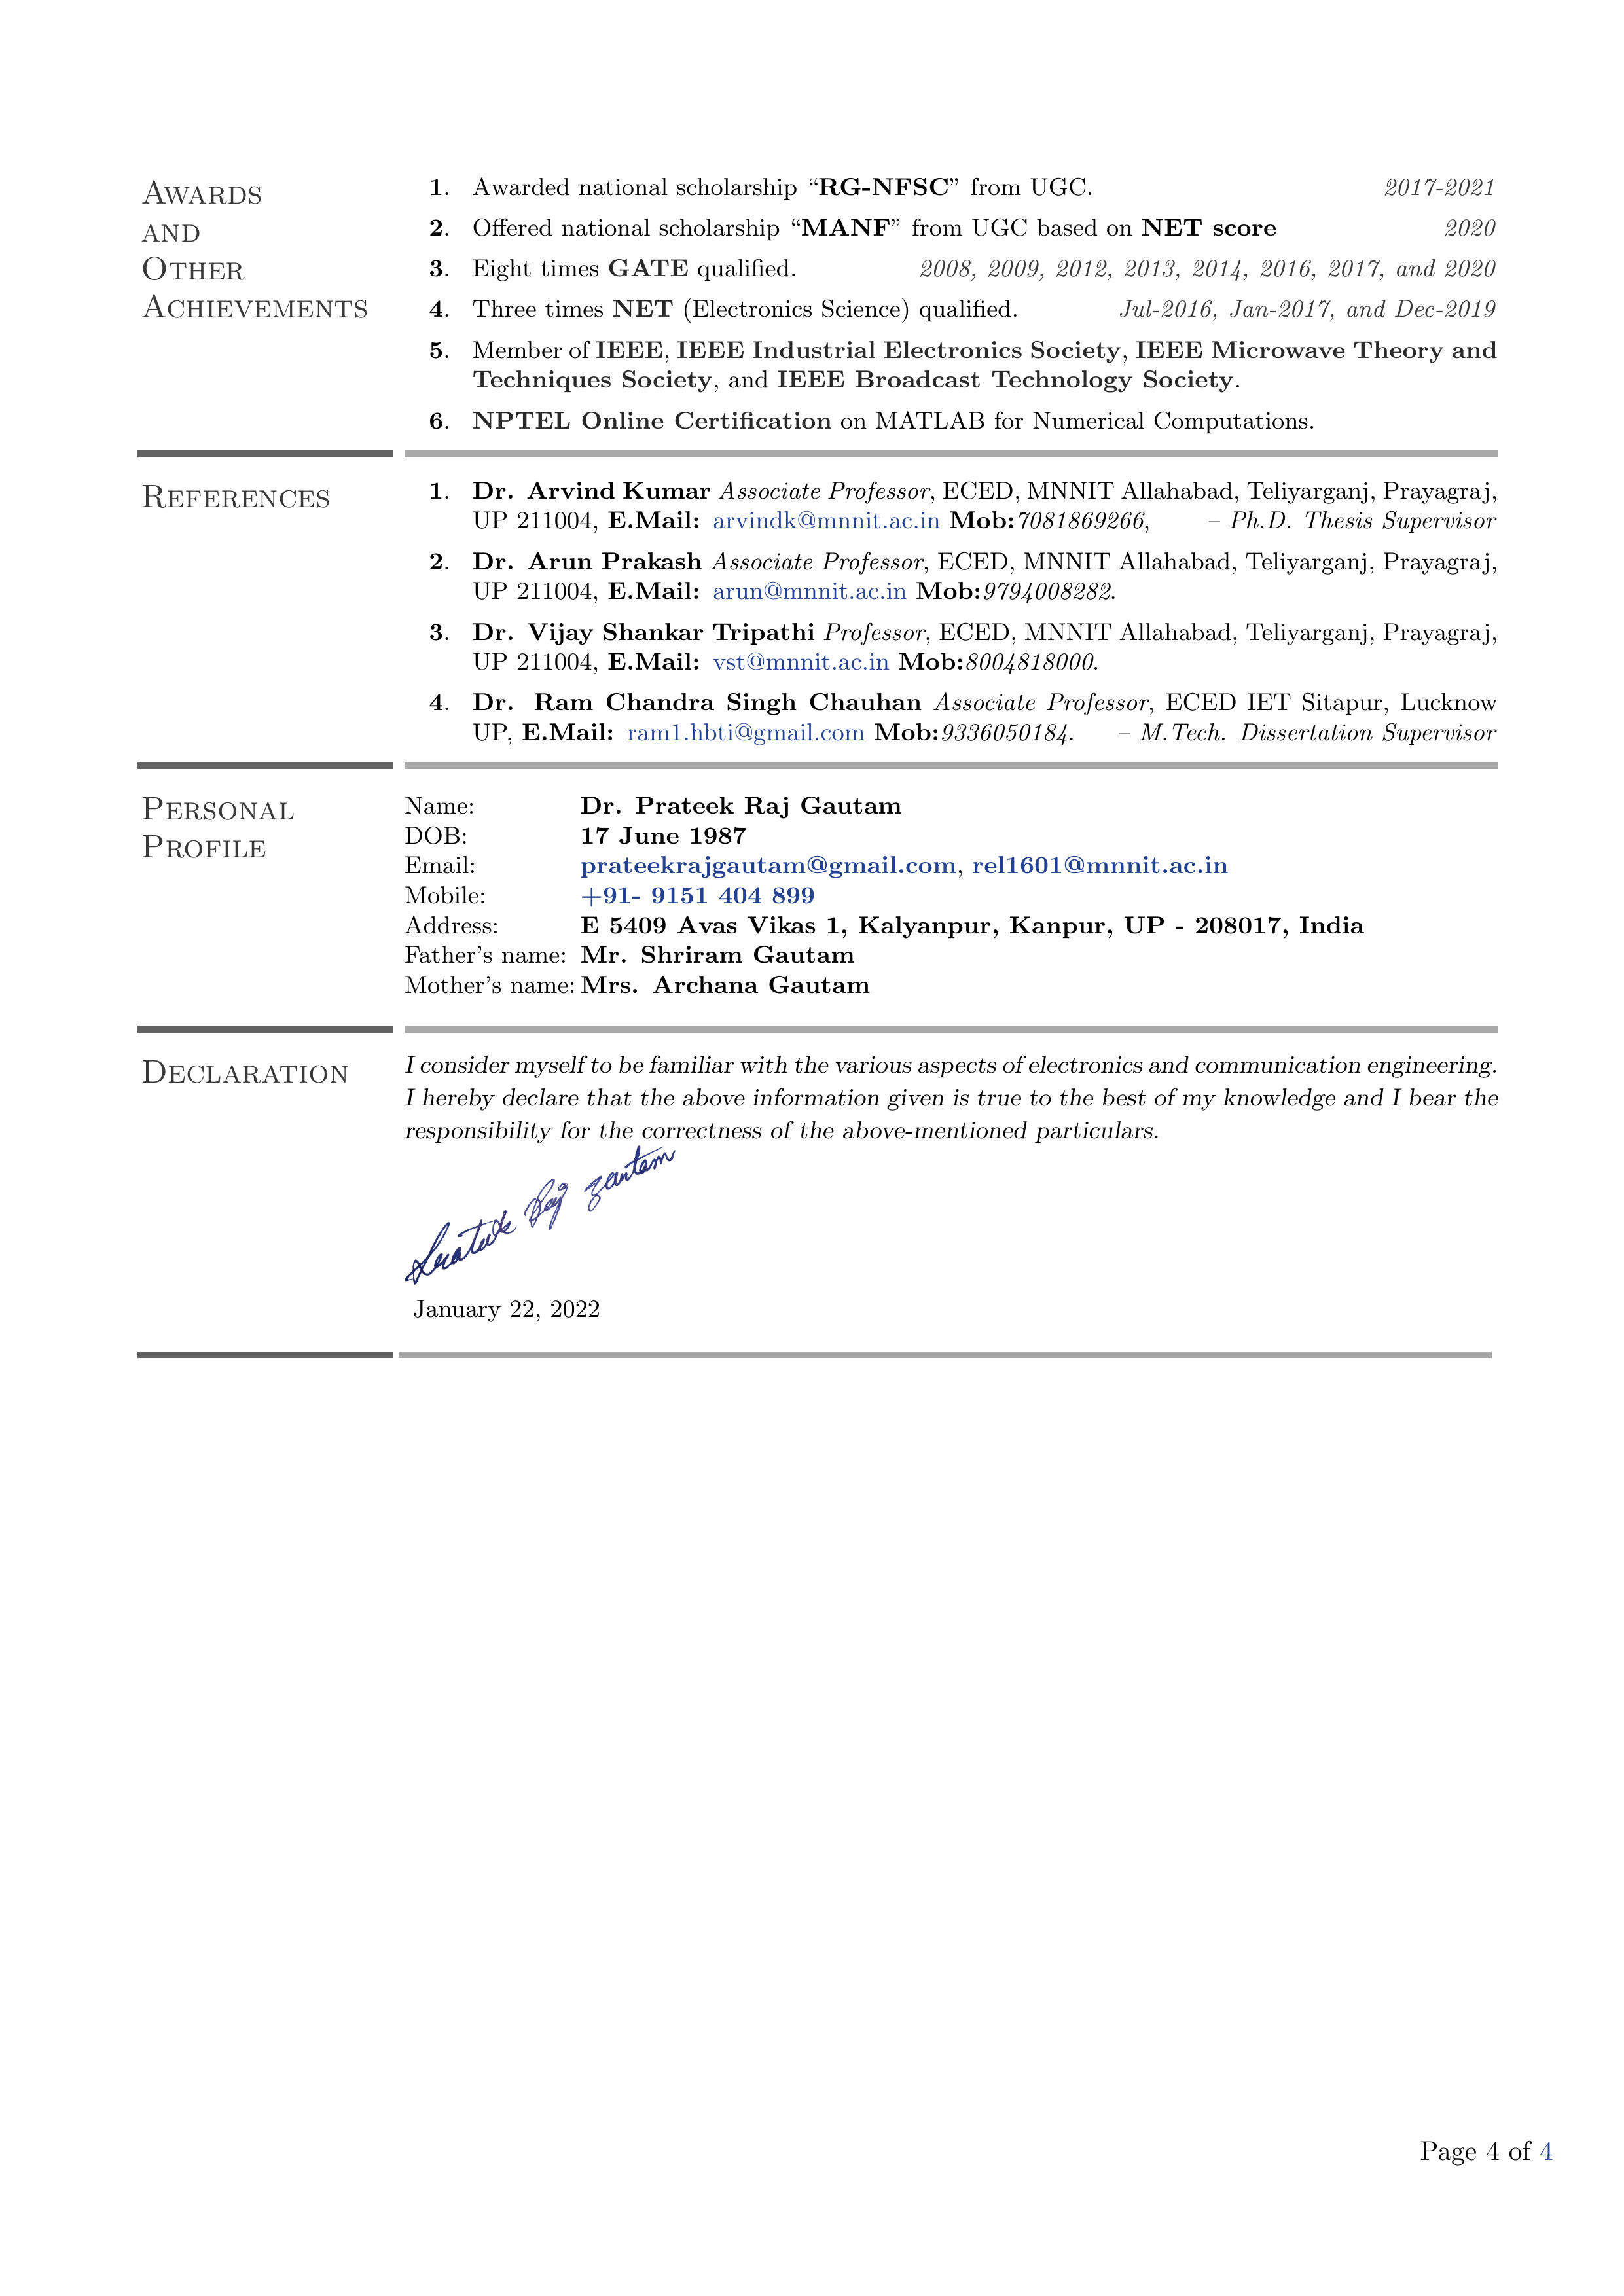 Awards
and
Other
Achievements
1. Awarded national scholarship “RG-NFSC” from UGC. 2017-2021
2. Offered national scholarship “MANF” from UGC based on NET score 2020
3. Eight times GATE qualified. 2008, 2009, 2012, 2013, 2014, 2016, 2017, and 2020
4. Three times NET (Electronics Science) qualified. Jul-2016, Jan-2017, and Dec-2019
5. Member of IEEE, IEEE Industrial Electronics Society, IEEE Microwave Theory and
Techniques Society, and IEEE Broadcast Technology Society.
6. NPTEL Online Certification on MATLAB for Numerical Computations.
References
1. Dr. Arvind Kumar Associate Professor, ECED, MNNIT Allahabad, Teliyarganj, Prayagraj,
UP 211004, E.Mail: arvindk@mnnit.ac.in Mob:7081869266, – Ph.D. Thesis Supervisor
2. Dr. Arun Prakash Associate Professor, ECED, MNNIT Allahabad, Teliyarganj, Prayagraj,
UP 211004, E.Mail: arun@mnnit.ac.in Mob:9794008282.
3. Dr. Vijay Shankar Tripathi Professor, ECED, MNNIT Allahabad, Teliyarganj, Prayagraj,
UP 211004, E.Mail: vst@mnnit.ac.in Mob:8004818000.
4. Dr. Ram Chandra Singh Chauhan Associate Professor, ECED IET Sitapur, Lucknow
UP, E.Mail: ram1.hbti@gmail.com Mob:9336050184. – M.Tech. Dissertation Supervisor
Personal
Profile
Name: Dr. Prateek Raj Gautam
DOB: 17 June 1987
Email: prateekrajgautam@gmail.com, rel1601@mnnit.ac.in
Mobile: +91- 9151 404 899
Address: E 5409 Avas Vikas 1, Kalyanpur, Kanpur, UP - 208017, India
Father’s name: Mr. Shriram Gautam
Mother’s name: Mrs. Archana Gautam
Declaration
I consider myself to be familiar with the various aspects of electronics and communication engineering.
I hereby declare that the above information given is true to the best of my knowledge and I bear the
responsibility for the correctness of the above-mentioned particulars.
Prateek Raj Gautam
January 22, 2022
Page 4 of 4